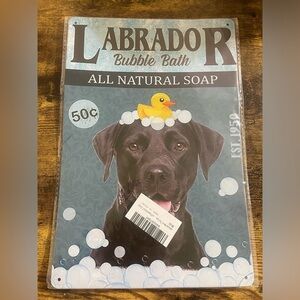 LABRADOR
Bubble Bath
ALL NATURAL SOAP
50¢
EST. 1950